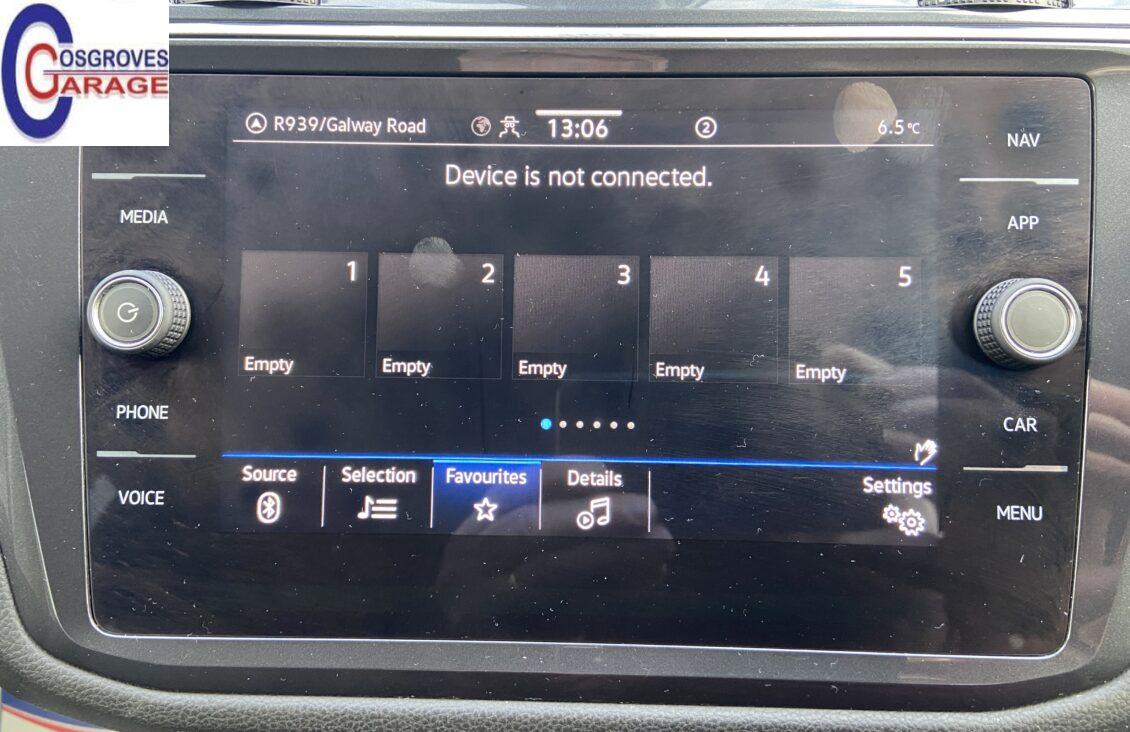 COSGROVES
GARAGE
R939/Galway Road
13:06
2
6.5°C
NAV
Device is not connected.
MEDIA
APP
1
2
3
4
5
Empty
Empty
Empty
Empty
Empty
PHONE
CAR
Source
Selection
Favourites
Details
Settings
VOICE
MENU